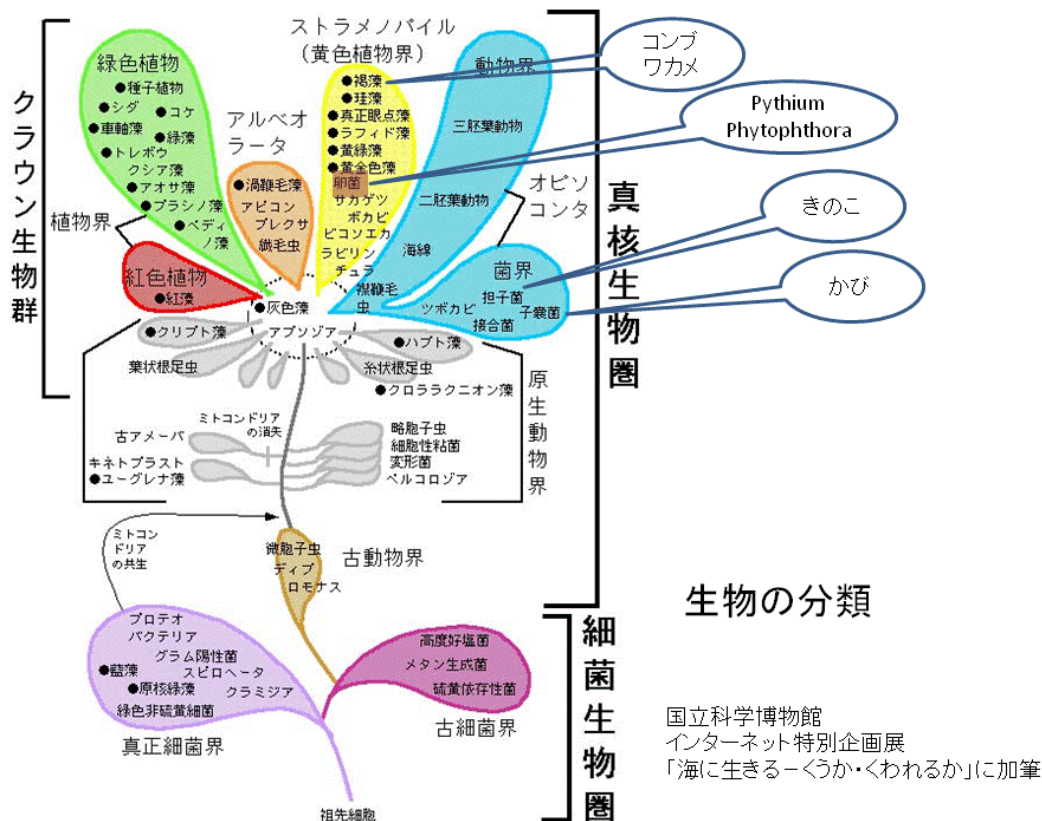 ストラメノパイル
(黄色植物界)
コンブ
ワカメ
緑色植物
●種子植物
●シダ
●コケ
●車軸藻
●緑藻
●トレボウ
クシア藻
●アオサ藻
●プラシノ藻
●ペディ
ノ藻
植物界
紅色植物
●紅藻
クラウン生物群
アルベオ
ラータ
●渦鞭毛藻
アピコン
プレクサ
繊毛虫
●褐藻
●珪藻
●真正眼点藻
●ラフィド藻
●黄緑藻
●黄金色藻
卵菌
サカゲツ
ボカビ
ビコソエカ
ラビリン
チュラ
動物界
三胚葉動物
二胚葉動物
海綿
襟鞭毛
虫
Pythium
Phytophthora
オピソ
コンタ
きのこ
菌界
担子菌
ツボカビ
子嚢菌
接合菌
かび
真核生物圏
●灰色藻
アプソゾア
●クリプト藻
●ハプト藻
葉状根足虫
糸状根足虫
●クロララクニオン藻
原生動物界
ミトコンドリア
の消失
古アメーバ
キネトプラスト
●ユーグレナ藻
略胞子虫
細胞性粘菌
変形菌
ペルコロゾア
ミトコン
ドリア
の共生
微胞子虫
ディプ
ロモナス
古動物界
生物の分類
プロテオ
バクテリア
グラム陽性菌
●藍藻
スピロヘータ
●原核緑藻
クラミジア
緑色非硫黄細菌
真正細菌界
高度好塩菌
メタン生成菌
硫黄依存性菌
古細菌界
細菌生物圏
祖先細胞
国立科学博物館
インターネット特別企画展
「海に生きる－くうか・くわれるか」に加筆